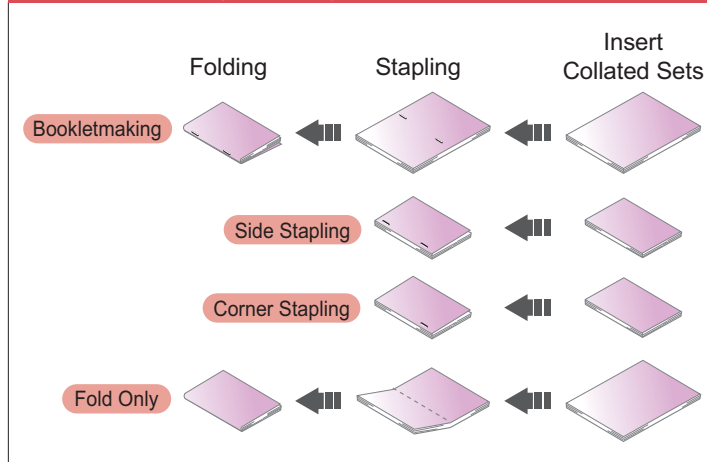 Folding
Stapling
Insert
Collated Sets
Bookletmaking
Side Stapling
Corner Stapling
Fold Only